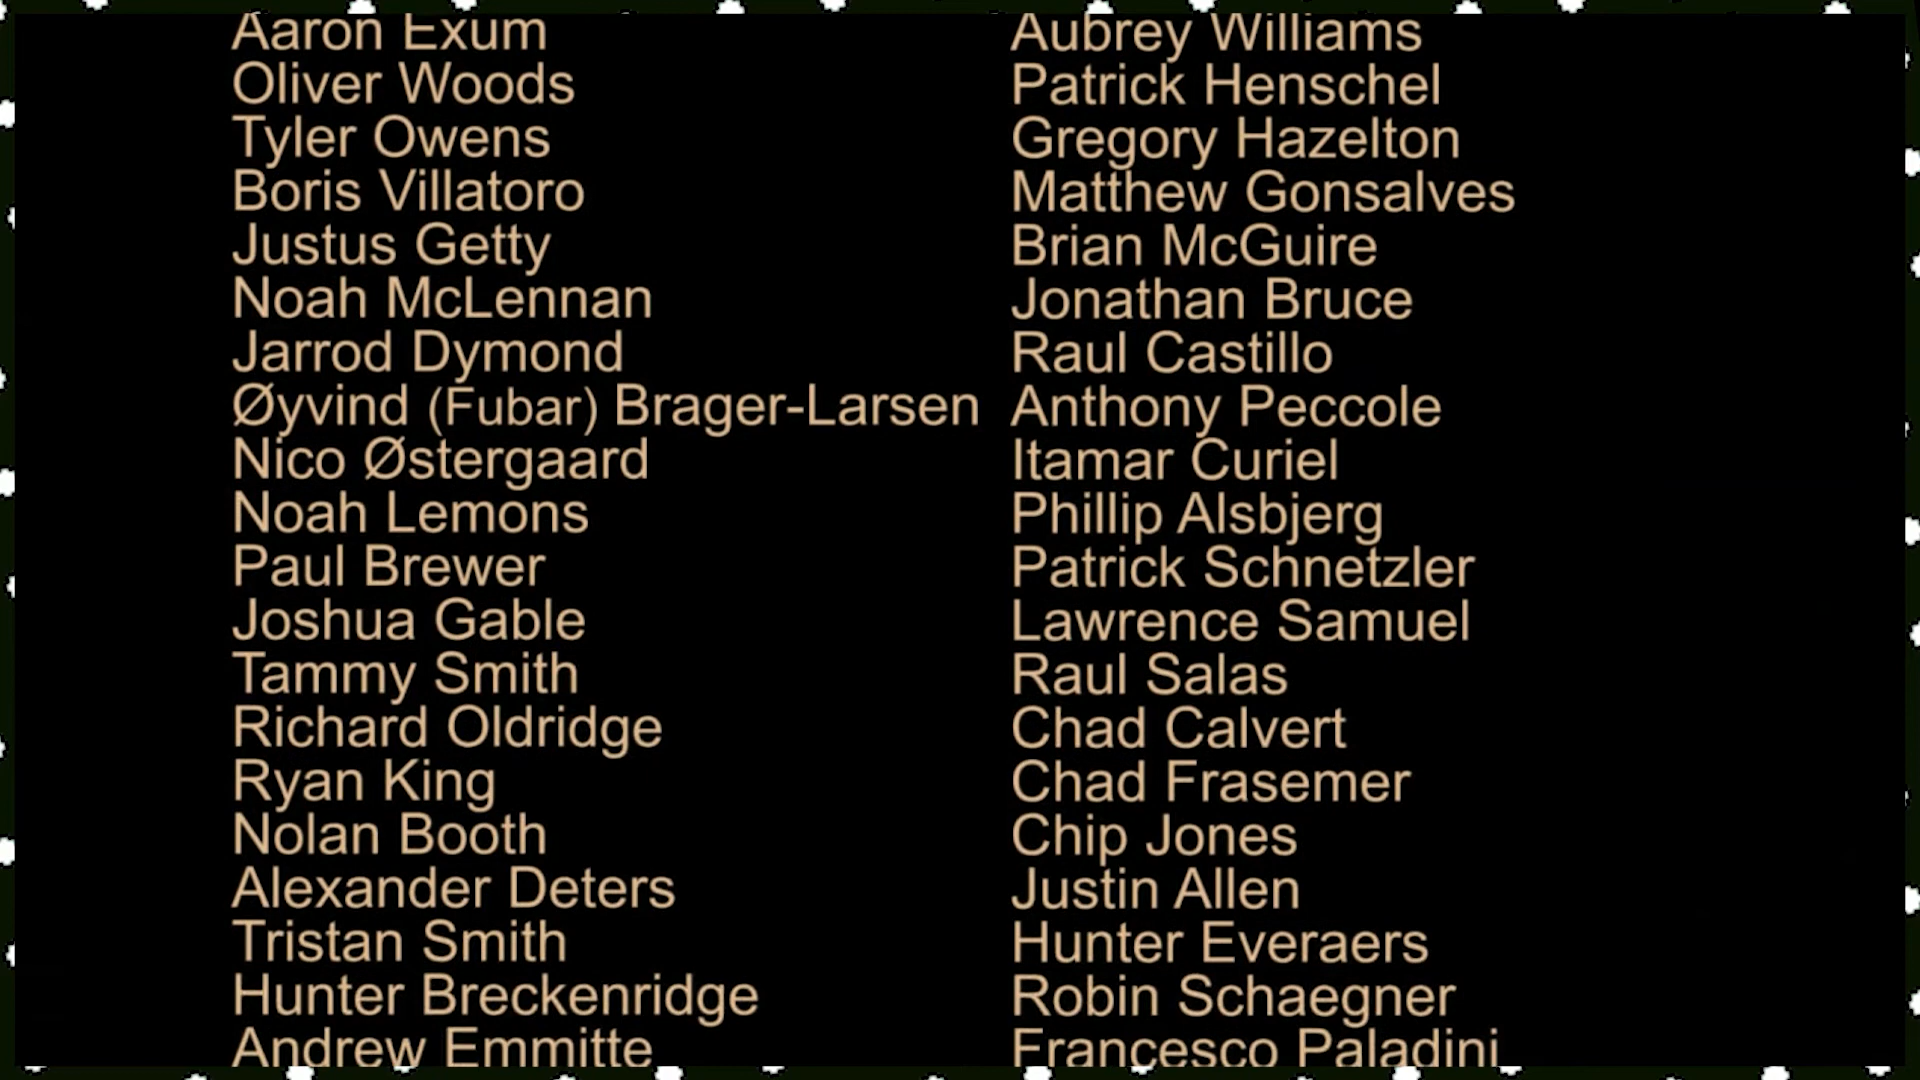 Aaron Exum
Oliver Woods
Tyler Owens
Boris Villatoro
Justus Getty
Noah McLennan
Jarrod Dymond
Øyvind (Fubar) Brager-Larsen
Nico Østergaard
Noah Lemons
Paul Brewer
Joshua Gable
Tammy Smith
Richard Oldridge
Ryan King
Nolan Booth
Alexander Deters
Tristan Smith
Hunter Breckenridge
Andrew Emmitte
Aubrey Williams
Patrick Henschel
Gregory Hazelton
Matthew Gonsalves
Brian McGuire
Jonathan Bruce
Raul Castillo
Anthony Peccole
Itamar Curiel
Phillip Alsbjerg
Patrick Schnetzler
Lawrence Samuel
Raul Salas
Chad Calvert
Chad Frasemer
Chip Jones
Justin Allen
Hunter Everaers
Robin Schaegner
Francesco Paladini